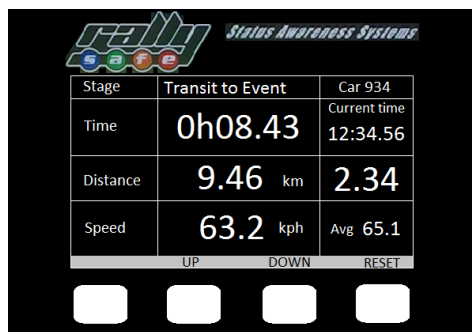 rally
safe
Status Awareness Systems
Stage Transit to Event Car 934
Time 0h08.43 Current time
12:34.56
Distance 9.46 km 2.34
Speed 63.2 kph Avg 65.1
UP DOWN RESET